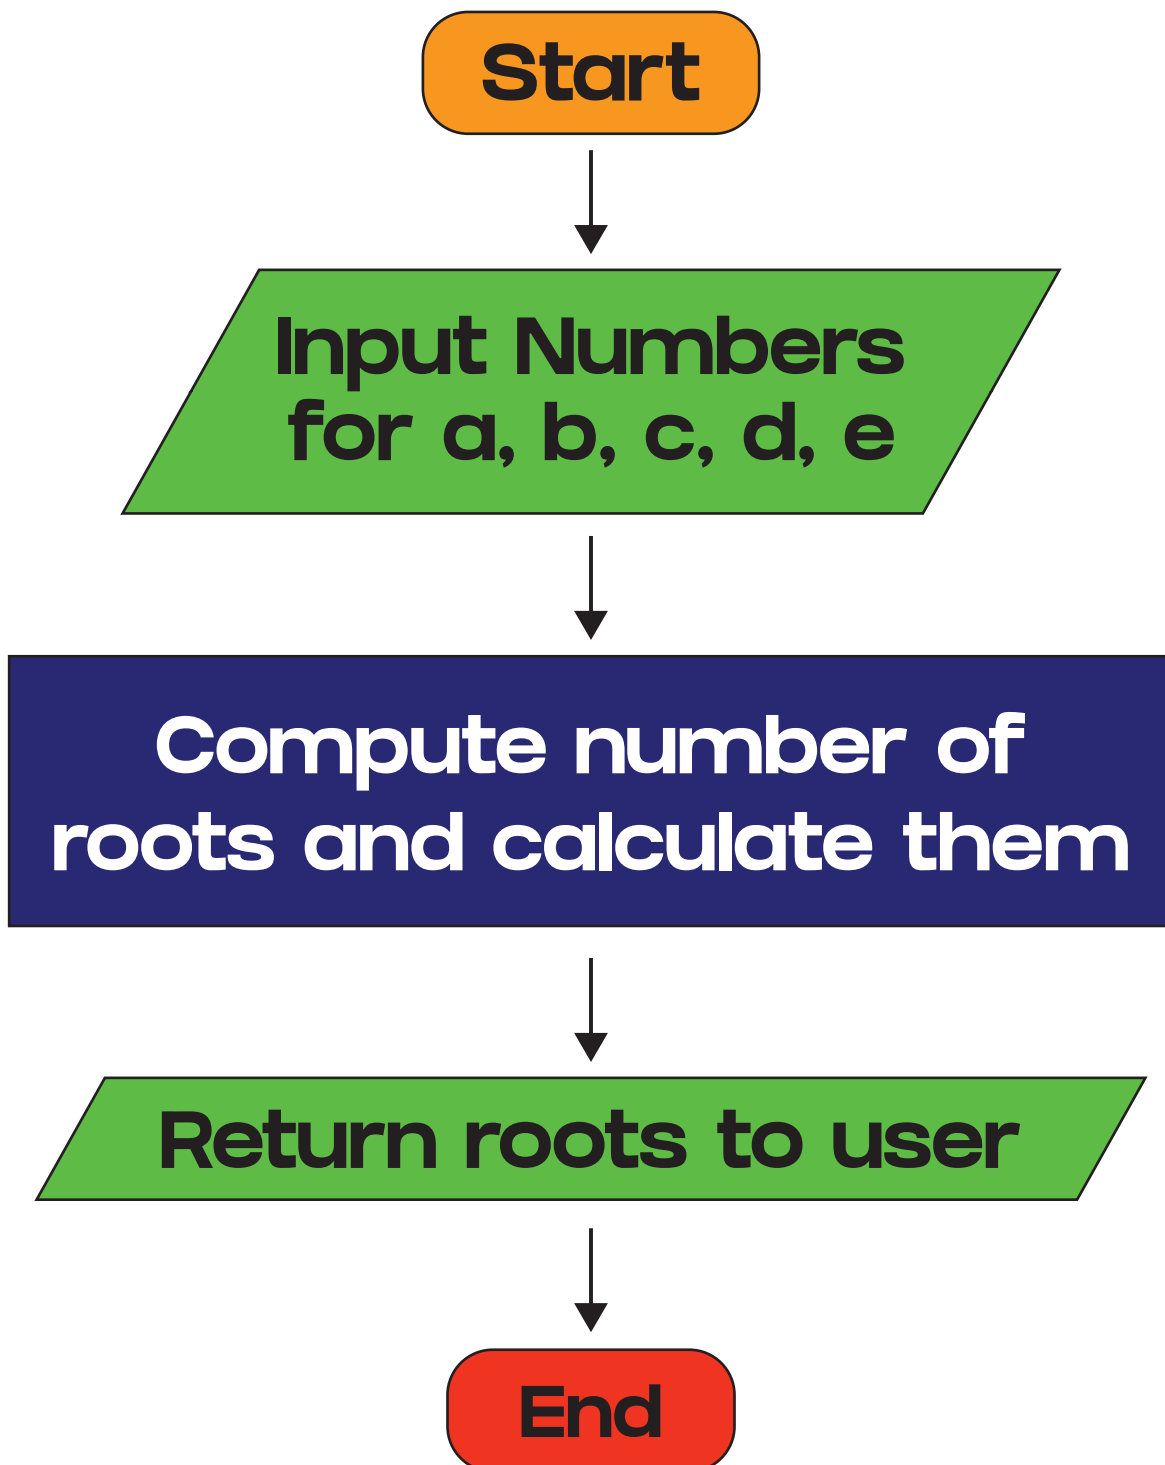 Start
Input Numbers
for a, b, c, d, e
Compute number of
roots and calculate them
Return roots to user
End